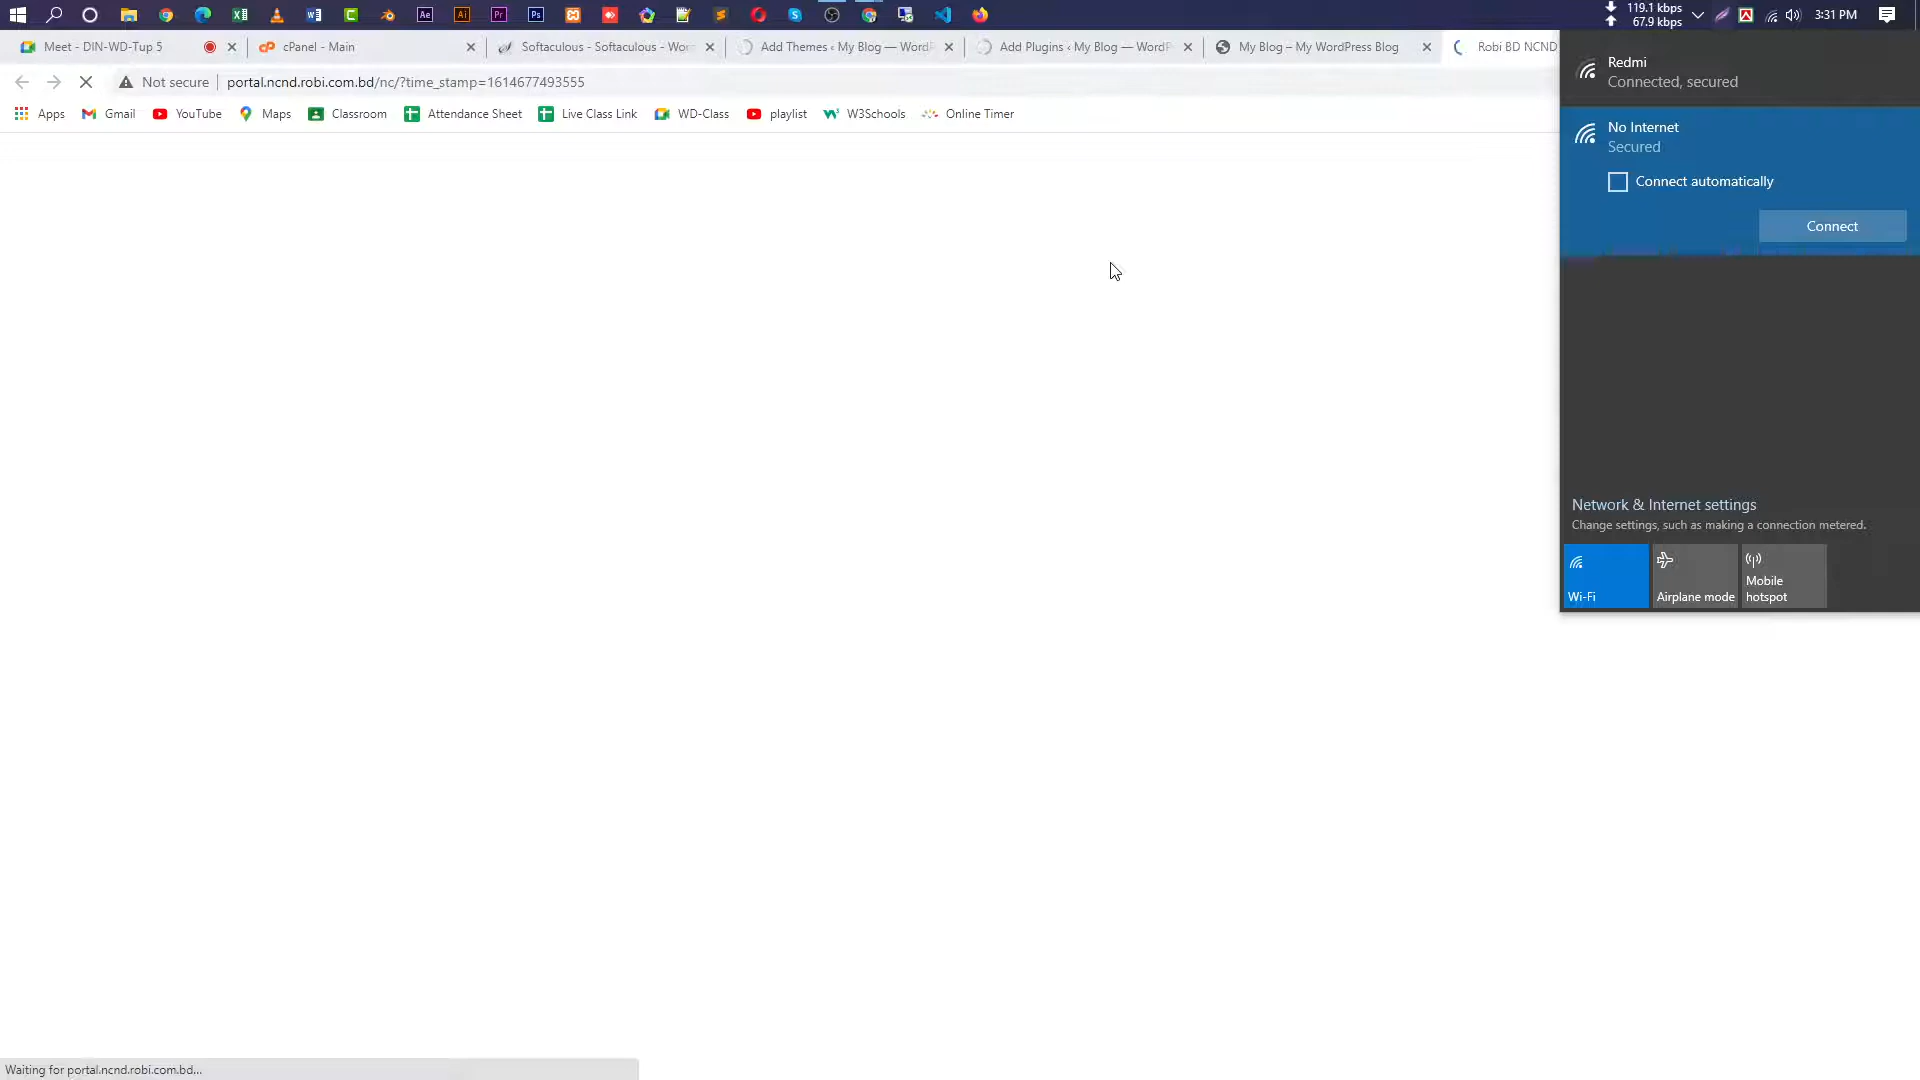 119.1 kbps
67.9 kbps
3:31 PM
Meet - DIN-WD-Tup 5
cPanel - Main
Softaculous - Softaculous - Wor
Add Themes ‹ My Blog — WordP
Add Plugins ‹ My Blog — WordP
My Blog – My WordPress Blog
Robi BD NCND
Not secure
portal.ncnd.robi.com.bd/nc/?time_stamp=1614677493555
Apps
Gmail
YouTube
Maps
Classroom
Attendance Sheet
Live Class Link
WD-Class
playlist
W3Schools
Online Timer
Redmi
Connected, secured
No Internet
Secured
Connect automatically
Connect
Network & Internet settings
Change settings, such as making a connection metered.
Wi-Fi
Airplane mode
Mobile
hotspot
Waiting for portal.ncnd.robi.com.bd...